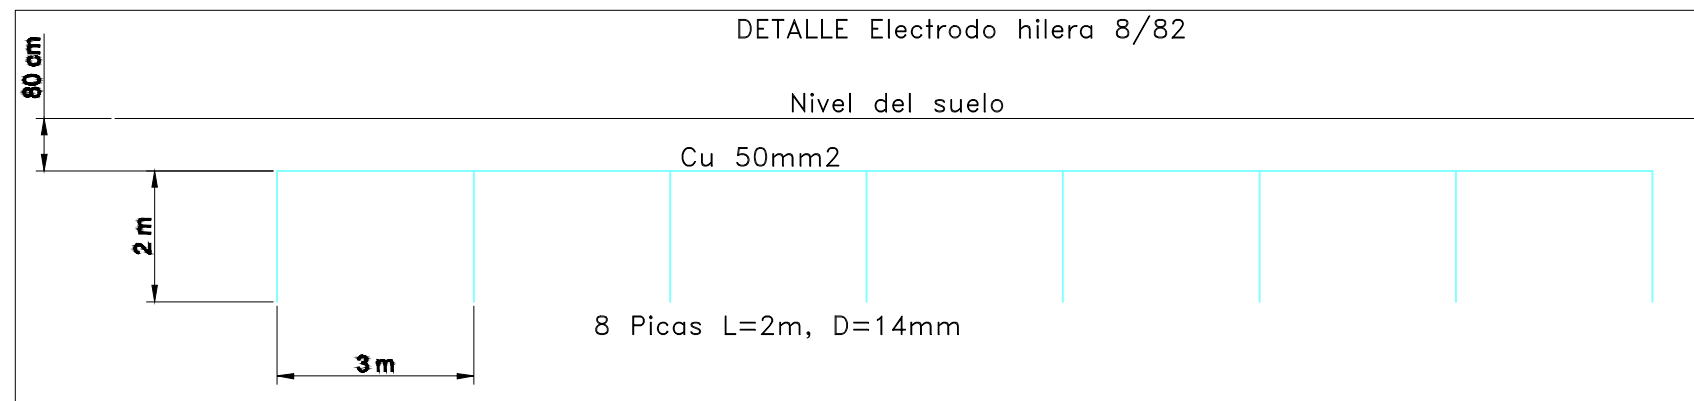 DETALLE Electrodo hilera 8/82
80 cm
Nivel del suelo
Cu 50mm2
2 m
8 Picas L=2m, D=14mm
3 m